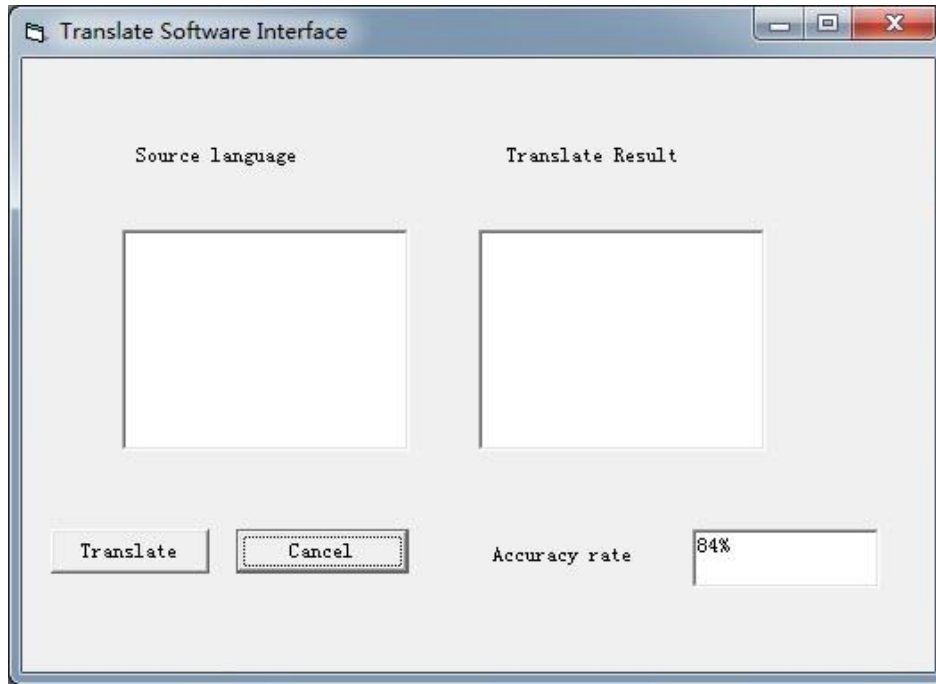 Translate Software Interface
Source language
Translate Result
Translate
Cancel
Accuracy rate
84%